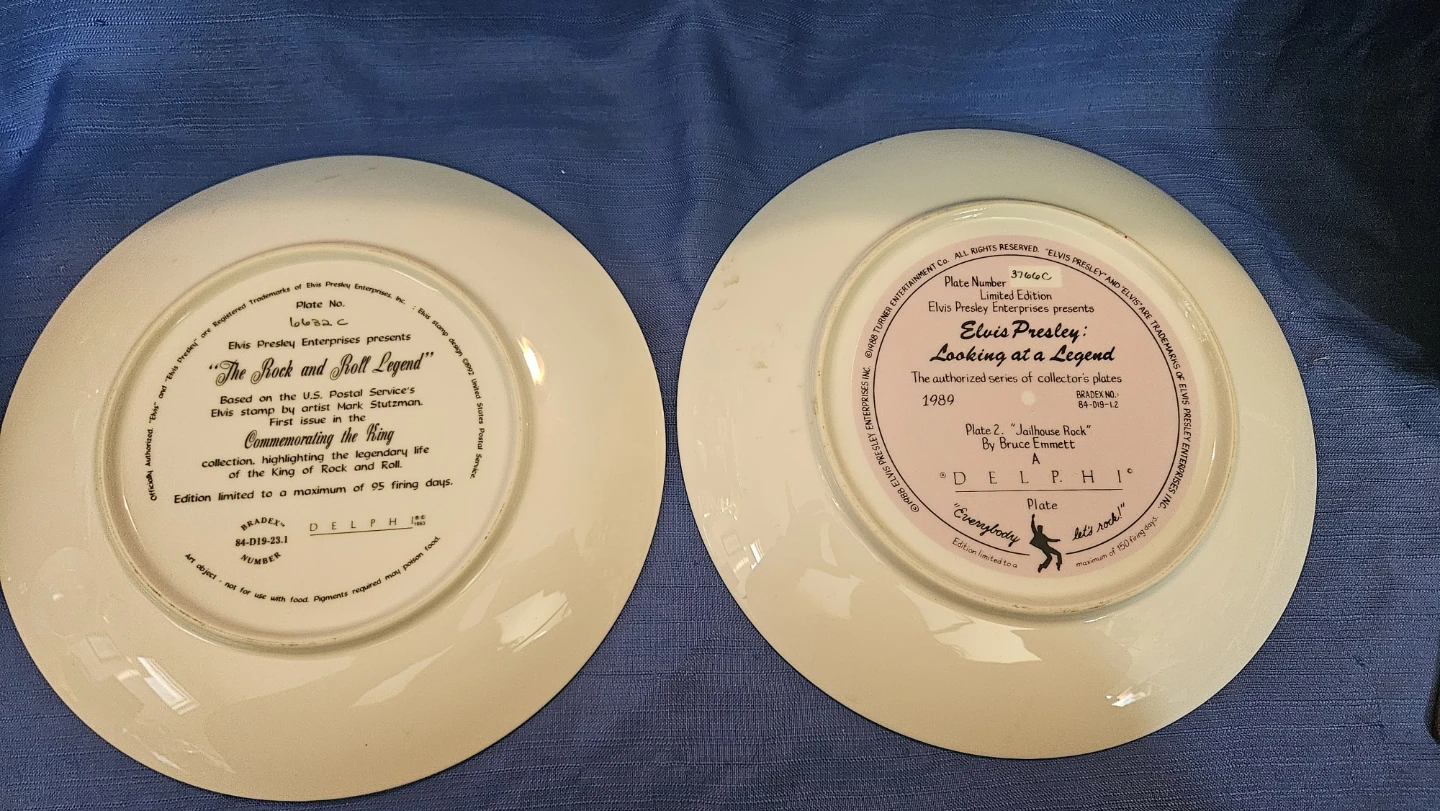 Officially Authorized. "Elvis" and "Elvis Presley" are Registered Trademarks of Elvis Presley Enterprises, Inc. Elvis stamp design ©1992 United States Postal Service.
Plate No.
6632 C
Elvis Presley Enterprises presents
"The Rock and Roll Legend"
Based on the U.S. Postal Service's
Elvis stamp by artist Mark Stutzman.
First issue in the
Commemorating the King
collection, highlighting the legendary life
of the King of Rock and Roll.
Edition limited to a maximum of 95 firing days.
BRADEX™
84-D19-23.1
NUMBER
DELPHI
Art object - not for use with food. Pigments required may poison food.
©1988 ELVIS PRESLEY ENTERPRISES INC. ©1988 TURNER ENTERTAINMENT Co. ALL RIGHTS RESERVED. "ELVIS PRESLEY" AND "ELVIS" ARE TRADEMARKS OF ELVIS PRESLEY ENTERPRISES INC.
Plate Number 3766C
Limited Edition
Elvis Presley Enterprises presents
Elvis Presley:
Looking at a Legend
The authorized series of collector's plates
1989 BRADEX NO.:
84-D19-1.2
Plate 2. "Jailhouse Rock"
By Bruce Emmett
A
DELPHI
Plate
"Everybody let's rock!"
Edition limited to a maximum of 150 firing days.